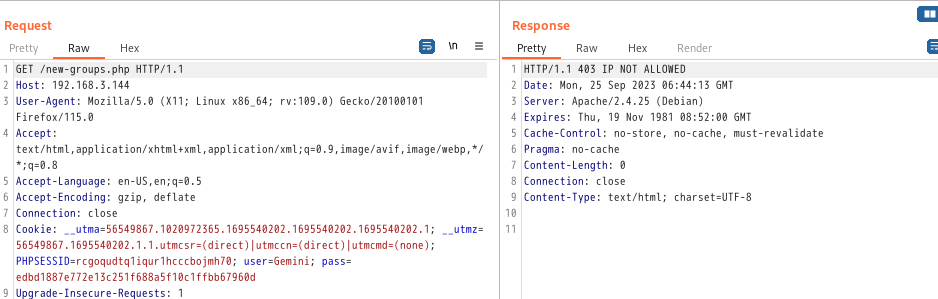 Request
Pretty Raw Hex
\n
1 GET /new-groups.php HTTP/1.1
2 Host: 192.168.3.144
3 User-Agent: Mozilla/5.0 (X11; Linux x86_64; rv:109.0) Gecko/20100101
Firefox/115.0
4 Accept:
text/html,application/xhtml+xml,application/xml;q=0.9,image/avif,image/webp,*/
*;q=0.8
5 Accept-Language: en-US,en;q=0.5
6 Accept-Encoding: gzip, deflate
7 Connection: close
8 Cookie: __utma=56549867.1020972365.1695540202.1695540202.1695540202.1; __utmz=
56549867.1695540202.1.1.utmcsr=(direct)|utmccn=(direct)|utmcmd=(none);
PHPSESSID=rcgoqudtq1iqur1hcccbojmh70; user=Gemini; pass=
edbd1887e772e13c251f688a5f10c1ffbb67960d
9 Upgrade-Insecure-Requests: 1
Response
Pretty Raw Hex Render
1 HTTP/1.1 403 IP NOT ALLOWED
2 Date: Mon, 25 Sep 2023 06:44:13 GMT
3 Server: Apache/2.4.25 (Debian)
4 Expires: Thu, 19 Nov 1981 08:52:00 GMT
5 Cache-Control: no-store, no-cache, must-revalidate
6 Pragma: no-cache
7 Content-Length: 0
8 Connection: close
9 Content-Type: text/html; charset=UTF-8
10
11